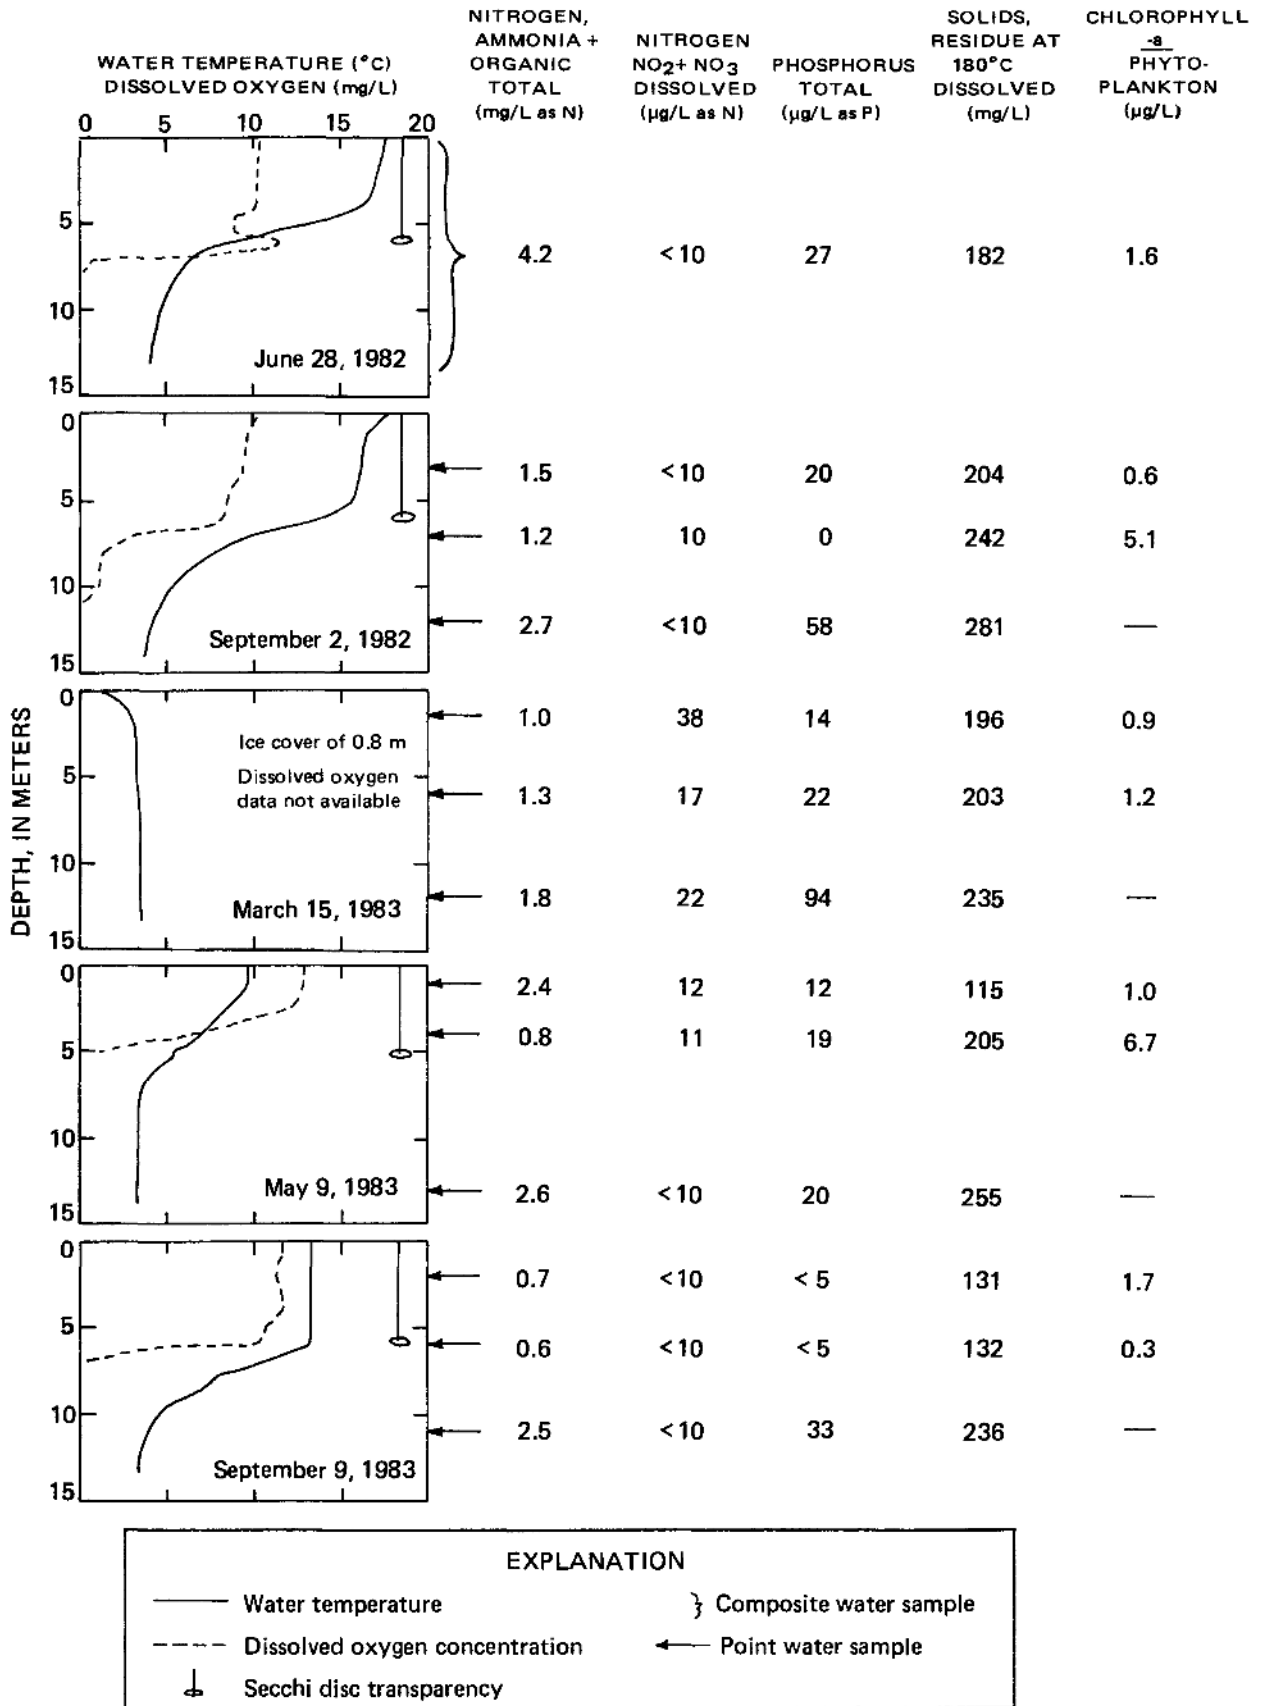 WATER TEMPERATURE (°C)
DISSOLVED OXYGEN (mg/L)
NITROGEN,
AMMONIA +
ORGANIC
TOTAL
(mg/L as N)
NITROGEN
NO2+ NO3
DISSOLVED
(µg/L as N)
PHOSPHORUS
TOTAL
(µg/L as P)
SOLIDS,
RESIDUE AT
180°C
DISSOLVED
(mg/L)
CHLOROPHYLL
-a
PHYTO-
PLANKTON
(µg/L)
0 5 10 15 20
DEPTH, IN METERS
5
10
15
June 28, 1982
4.2 <10 27 182 1.6
0
5
10
15
September 2, 1982
1.5 <10 20 204 0.6
1.2 10 0 242 5.1
2.7 <10 58 281 —
0
5
10
15
Ice cover of 0.8 m
Dissolved oxygen
data not available
March 15, 1983
1.0 38 14 196 0.9
1.3 17 22 203 1.2
1.8 22 94 235 —
0
5
10
15
May 9, 1983
2.4 12 12 115 1.0
0.8 11 19 205 6.7
2.6 <10 20 255 —
0
5
10
15
September 9, 1983
0.7 <10 <5 131 1.7
0.6 <10 <5 132 0.3
2.5 <10 33 236 —
EXPLANATION
Water temperature
Composite water sample
Dissolved oxygen concentration
Point water sample
Secchi disc transparency